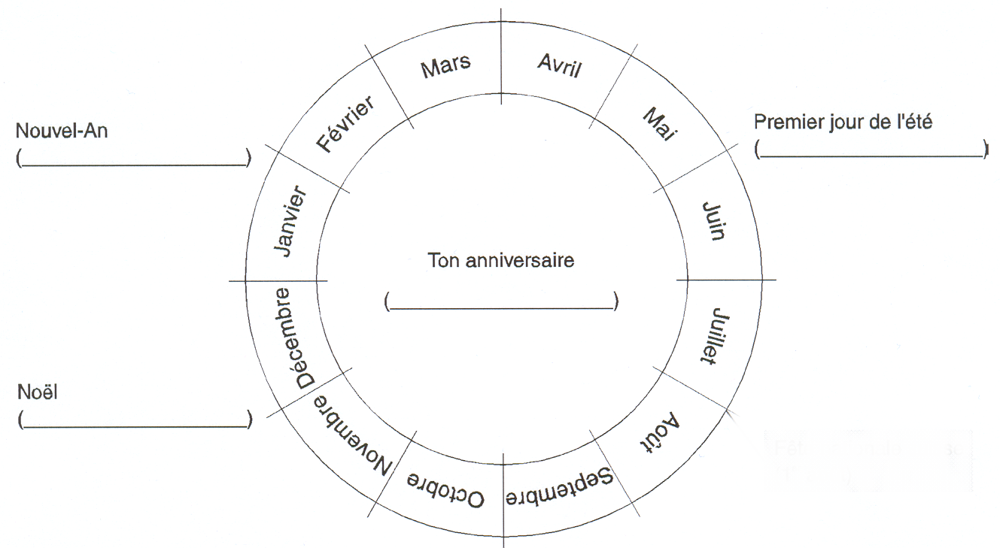 Mars
Avril
Février
Mai
Nouvel-An
(____________________)
Premier jour de l'été
(____________________)
Janvier
Juin
Ton anniversaire
(____________________)
Décembre
Juillet
Noël
(____________________)
Novembre
Août
Octobre
Septembre